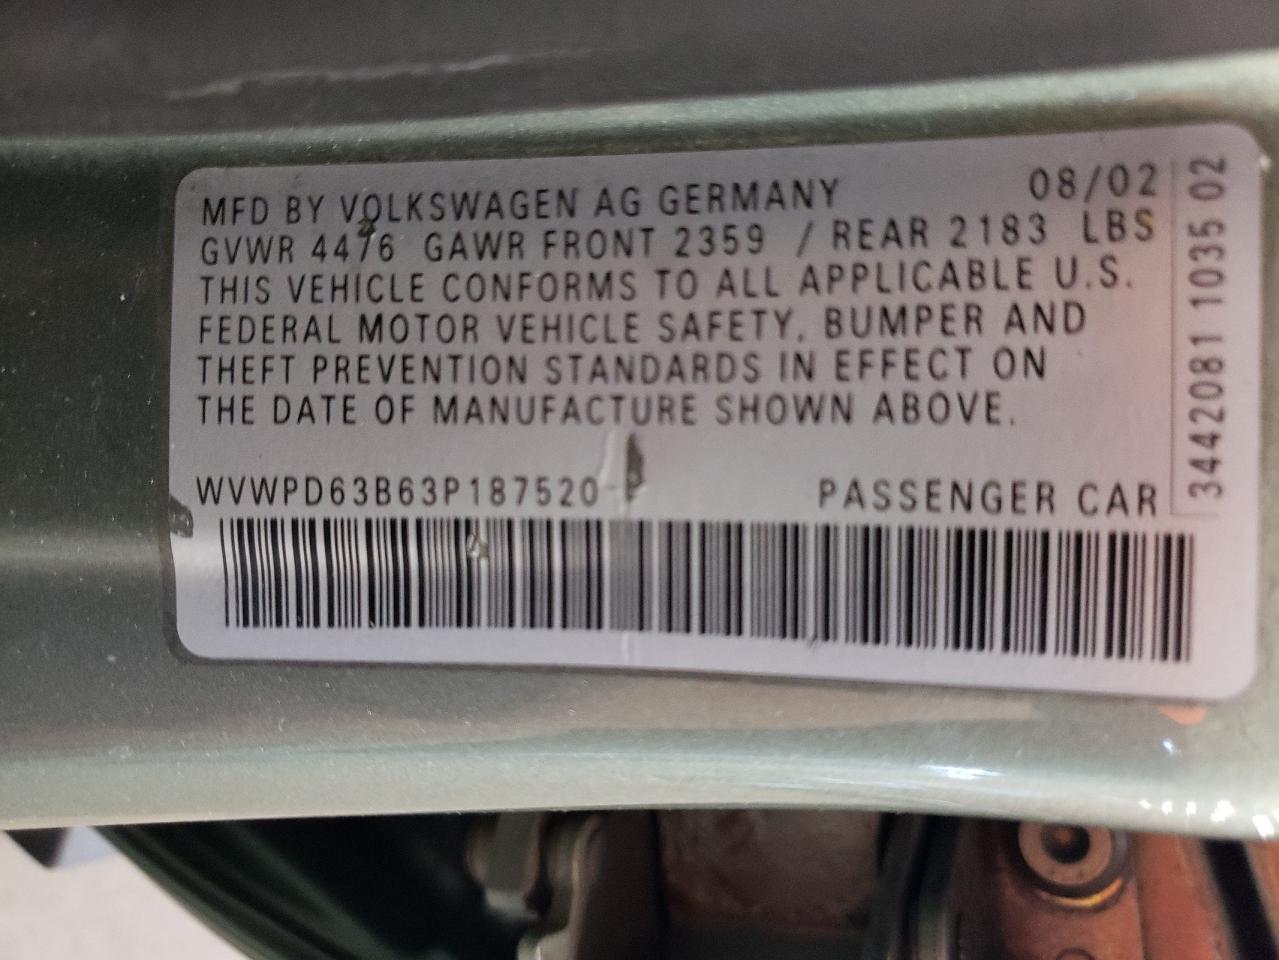 MFD BY VOLKSWAGEN AG GERMANY 08/02
GVWR 4476 GAWR FRONT 2359 / REAR 2183 LBS
THIS VEHICLE CONFORMS TO ALL APPLICABLE U.S.
FEDERAL MOTOR VEHICLE SAFETY, BUMPER AND
THEFT PREVENTION STANDARDS IN EFFECT ON
THE DATE OF MANUFACTURE SHOWN ABOVE.
WVWPD63B63P187520 PASSENGER CAR
3442081 1035 02